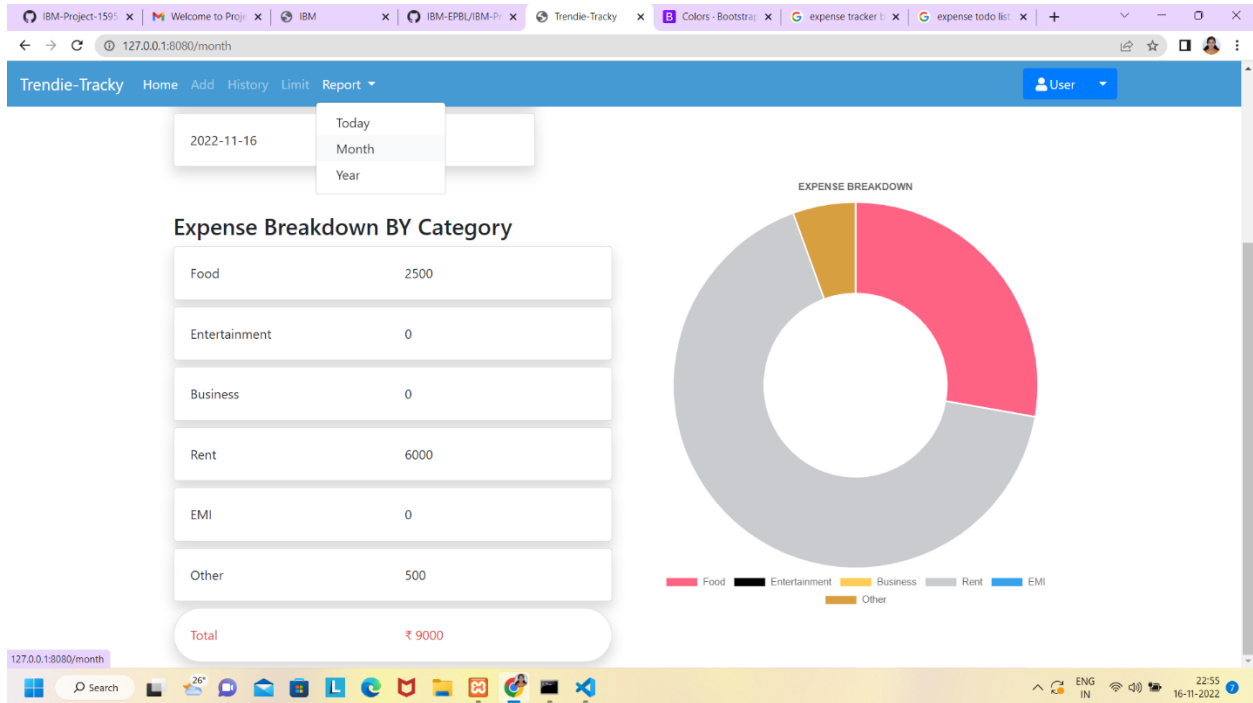 IBM-Project-1595
Welcome to Proje
IBM
IBM-EPBL/IBM-Pr
Trendie-Tracky
B Colors · Bootstrap
expense tracker b
expense todo list
127.0.0.1:8080/month
Trendie-Tracky Home Add History Limit Report
User
Today
2022-11-16
Month
Year
EXPENSE BREAKDOWN
Expense Breakdown BY Category
Food 2500
Entertainment 0
Business 0
Rent 6000
EMI 0
Other 500
Food Entertainment Business Rent EMI
Other
Total ₹ 9000
127.0.0.1:8080/month
Search
26°
L
ENG
IN
22:55
16-11-2022
7